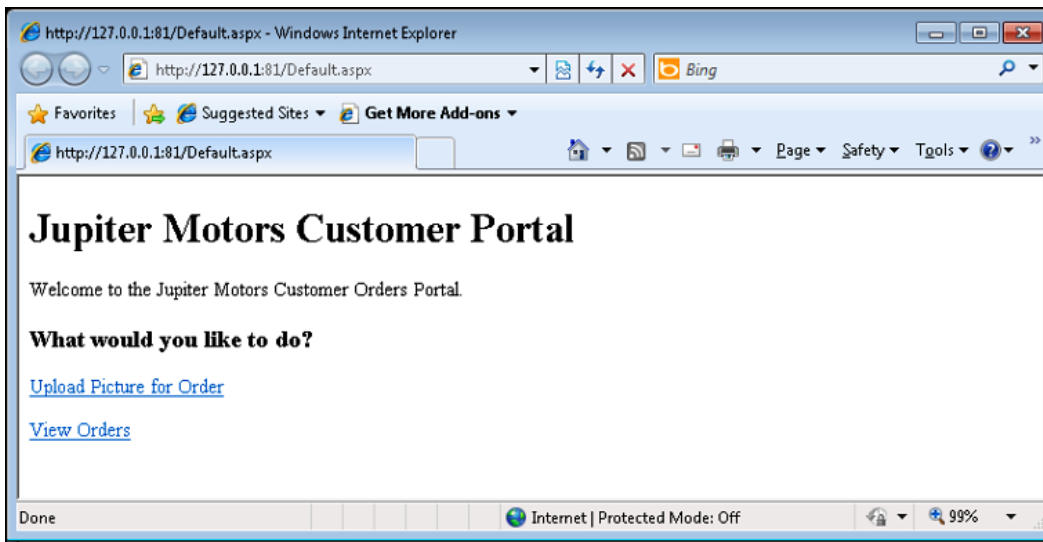 http://127.0.0.1:81/Default.aspx - Windows Internet Explorer
http://127.0.0.1:81/Default.aspx Bing
Favorites Suggested Sites Get More Add-ons
http://127.0.0.1:81/Default.aspx Page Safety Tools
Jupiter Motors Customer Portal
Welcome to the Jupiter Motors Customer Orders Portal.
What would you like to do?
Upload Picture for Order
View Orders
Done Internet | Protected Mode: Off 99%